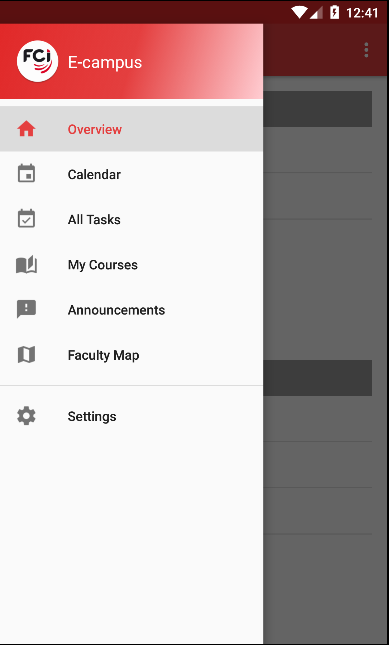 12:41
FCi
E-campus
Overview
Calendar
All Tasks
My Courses
Announcements
Faculty Map
Settings